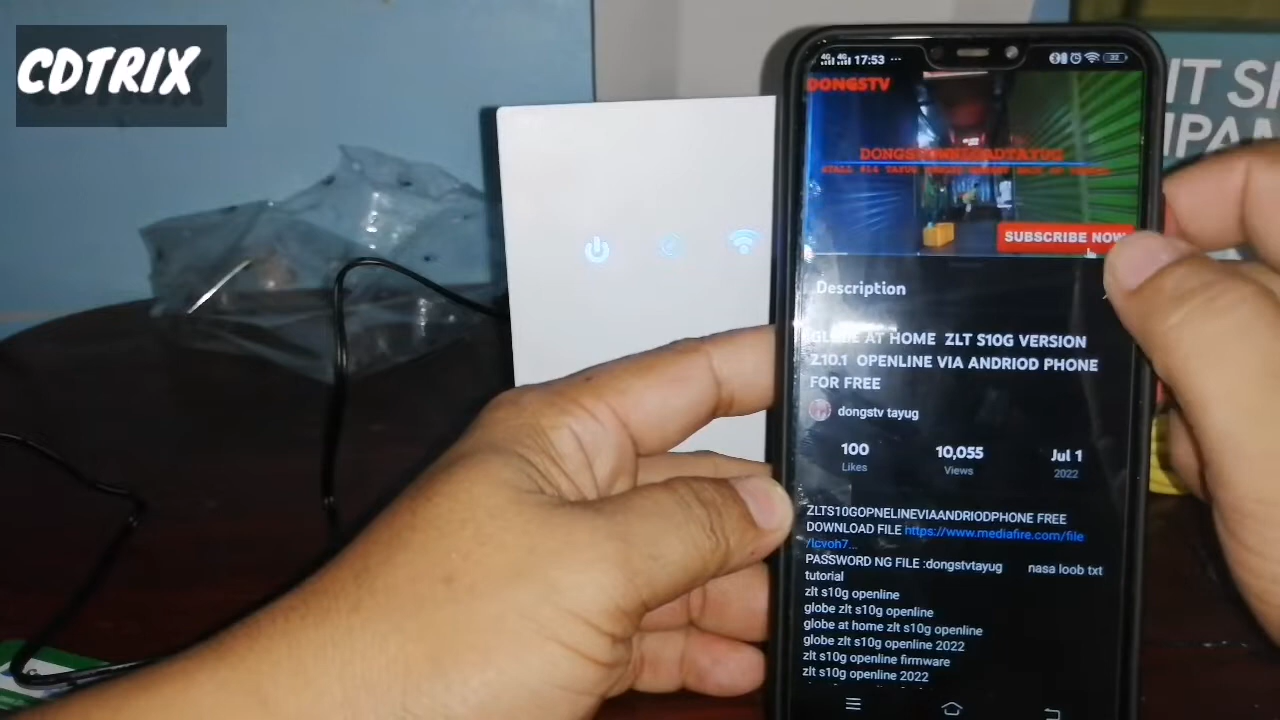 CDTRIX
17:53
22
DONGSTV
SUBSCRIBE NOW
Description
GLOBE AT HOME ZLT S10G VERSION
2.10.1 OPENLINE VIA ANDRIOD PHONE
FOR FREE
dongstv tayug
100
10,055
Jul 1
Likes
Views
2022
ZLTS10GOPNELINEVIAANDRIODPHONE FREE
DOWNLOAD FILE https://www.mediafire.com/file
/lcvoh7...
PASSWORD NG FILE :dongstvtayug nasa loob txt
tutorial
zlt s10g openline
globe zlt s10g openline
globe at home zlt s10g openline
globe zlt s10g openline 2022
zlt s10g openline firmware
zlt s10g openline 2022